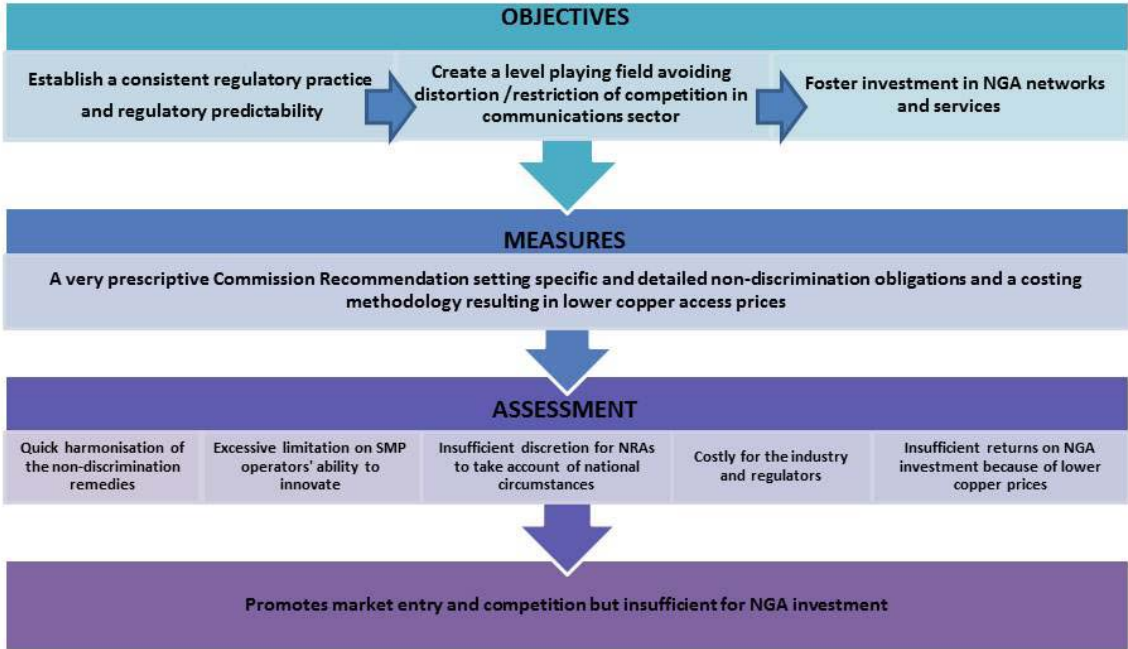 OBJECTIVES
Establish a consistent regulatory practice
and regulatory predictability
Create a level playing field avoiding
distortion /restriction of competition in
communications sector
Foster investment in NGA networks
and services
MEASURES
A very prescriptive Commission Recommendation setting specific and detailed non-discrimination obligations and a costing
methodology resulting in lower copper access prices
ASSESSMENT
Quick harmonisation of
the non-discrimination
remedies
Excessive limitation on SMP
operators' ability to
innovate
Insufficient discretion for NRAs
to take account of national
circumstances
Costly for the industry
and regulators
Insufficient returns on NGA
investment because of lower
copper prices
Promotes market entry and competition but insufficient for NGA investment